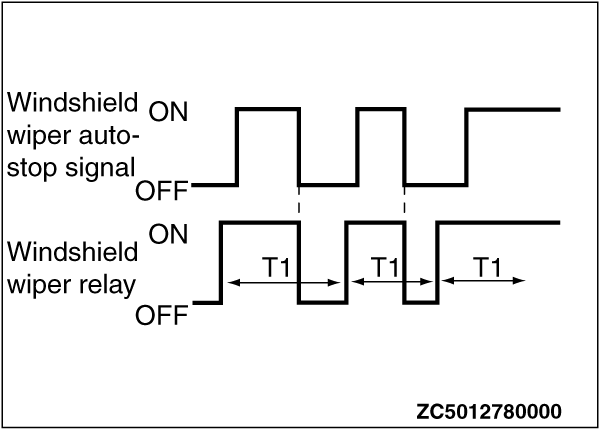 Windshield
wiper auto-
stop signal
ON
OFF
Windshield
wiper relay
ON
OFF
T1
T1
T1
ZC5012780000